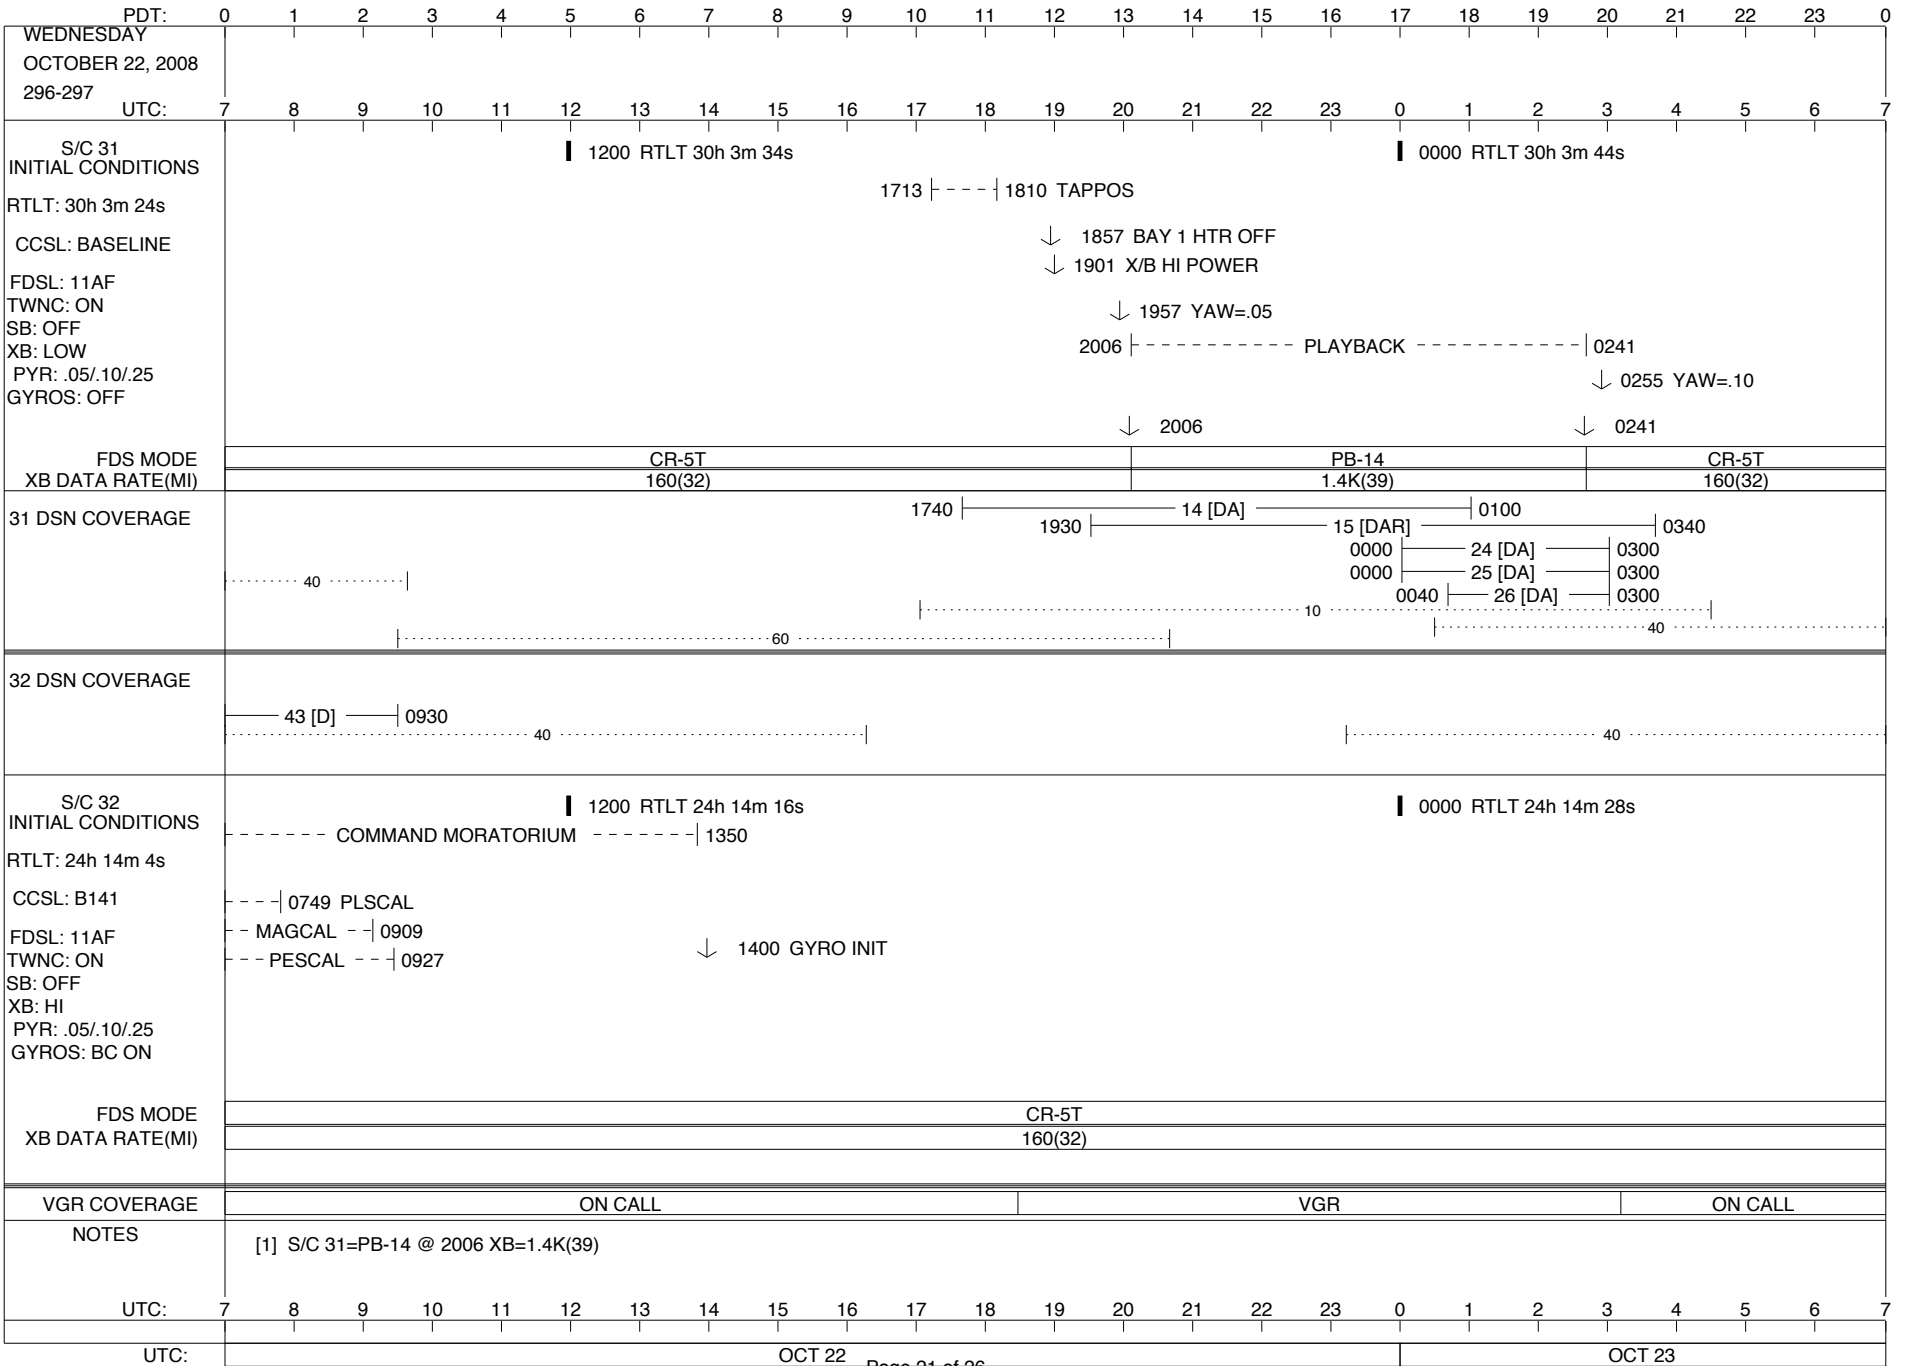 PDT: 0 1 2 3 4 5 6 7 8 9 10 11 12 13 14 15 16 17 18 19 20 21 22 23 0
WEDNESDAY
OCTOBER 22, 2008
296-297
UTC: 7 8 9 10 11 12 13 14 15 16 17 18 19 20 21 22 23 0 1 2 3 4 5 6 7
S/C 31
INITIAL CONDITIONS
RTLT: 30h 3m 24s
CCSL: BASELINE
FDSL: 11AF
TWNC: ON
SB: OFF
XB: LOW
PYR: .05/.10/.25
GYROS: OFF
1200 RTLT 30h 3m 34s
0000 RTLT 30h 3m 44s
1713 1810 TAPPOS
1857 BAY 1 HTR OFF
1901 X/B HI POWER
1957 YAW=.05
2006 PLAYBACK 0241
0255 YAW=.10
2006 0241
FDS MODE CR-5T PB-14 CR-5T
XB DATA RATE(MI) 160(32) 1.4K(39) 160(32)
31 DSN COVERAGE
1740 14 [DA] 0100
1930 15 [DAR] 0340
0000 24 [DA] 0300
0000 25 [DA] 0300
40
0040 26 [DA] 0300
10
40
60
32 DSN COVERAGE
43 [D] 0930
40 40
S/C 32
INITIAL CONDITIONS
RTLT: 24h 14m 4s
CCSL: B141
FDSL: 11AF
TWNC: ON
SB: OFF
XB: HI
PYR: .05/.10/.25
GYROS: BC ON
1200 RTLT 24h 14m 16s
0000 RTLT 24h 14m 28s
COMMAND MORATORIUM 1350
0749 PLSCAL
MAGCAL 0909
1400 GYRO INIT
PESCAL 0927
FDS MODE CR-5T
XB DATA RATE(MI) 160(32)
VGR COVERAGE ON CALL VGR ON CALL
NOTES
[1] S/C 31=PB-14 @ 2006 XB=1.4K(39)
UTC: 7 8 9 10 11 12 13 14 15 16 17 18 19 20 21 22 23 0 1 2 3 4 5 6 7
UTC: OCT 22 OCT 23
Page 21 of 26